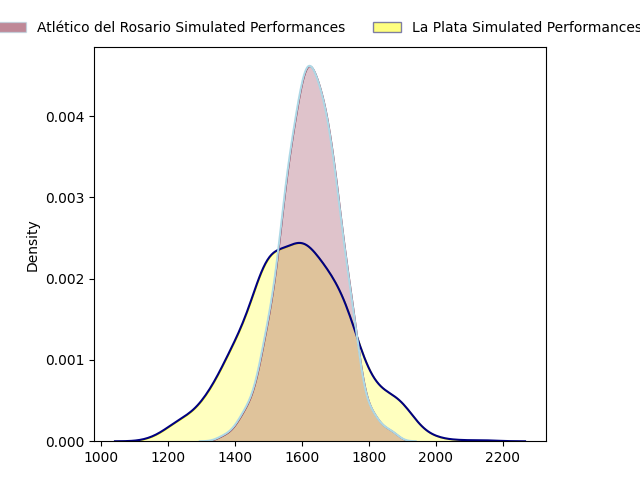 Atlético del Rosario Simulated Performances
La Plata Simulated Performances
Density
0.004
0.003
0.002
0.001
0.000
1000 1200 1400 1600 1800 2000 2200